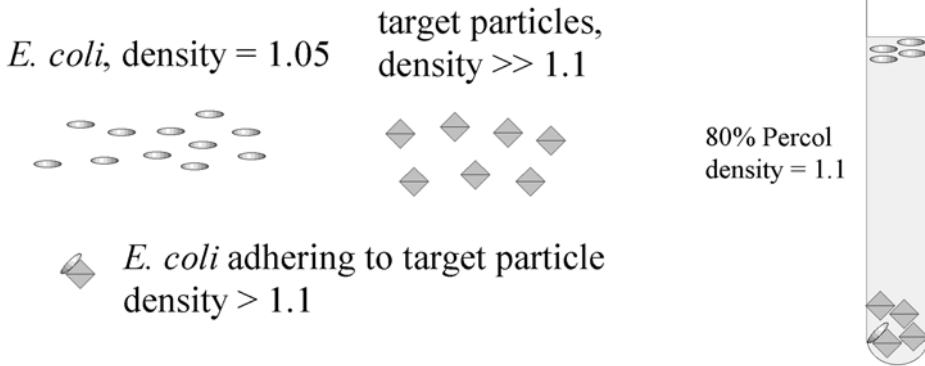 E. coli, density = 1.05
target particles,
density >> 1.1
80% Percol
density = 1.1
E. coli adhering to target particle
density > 1.1